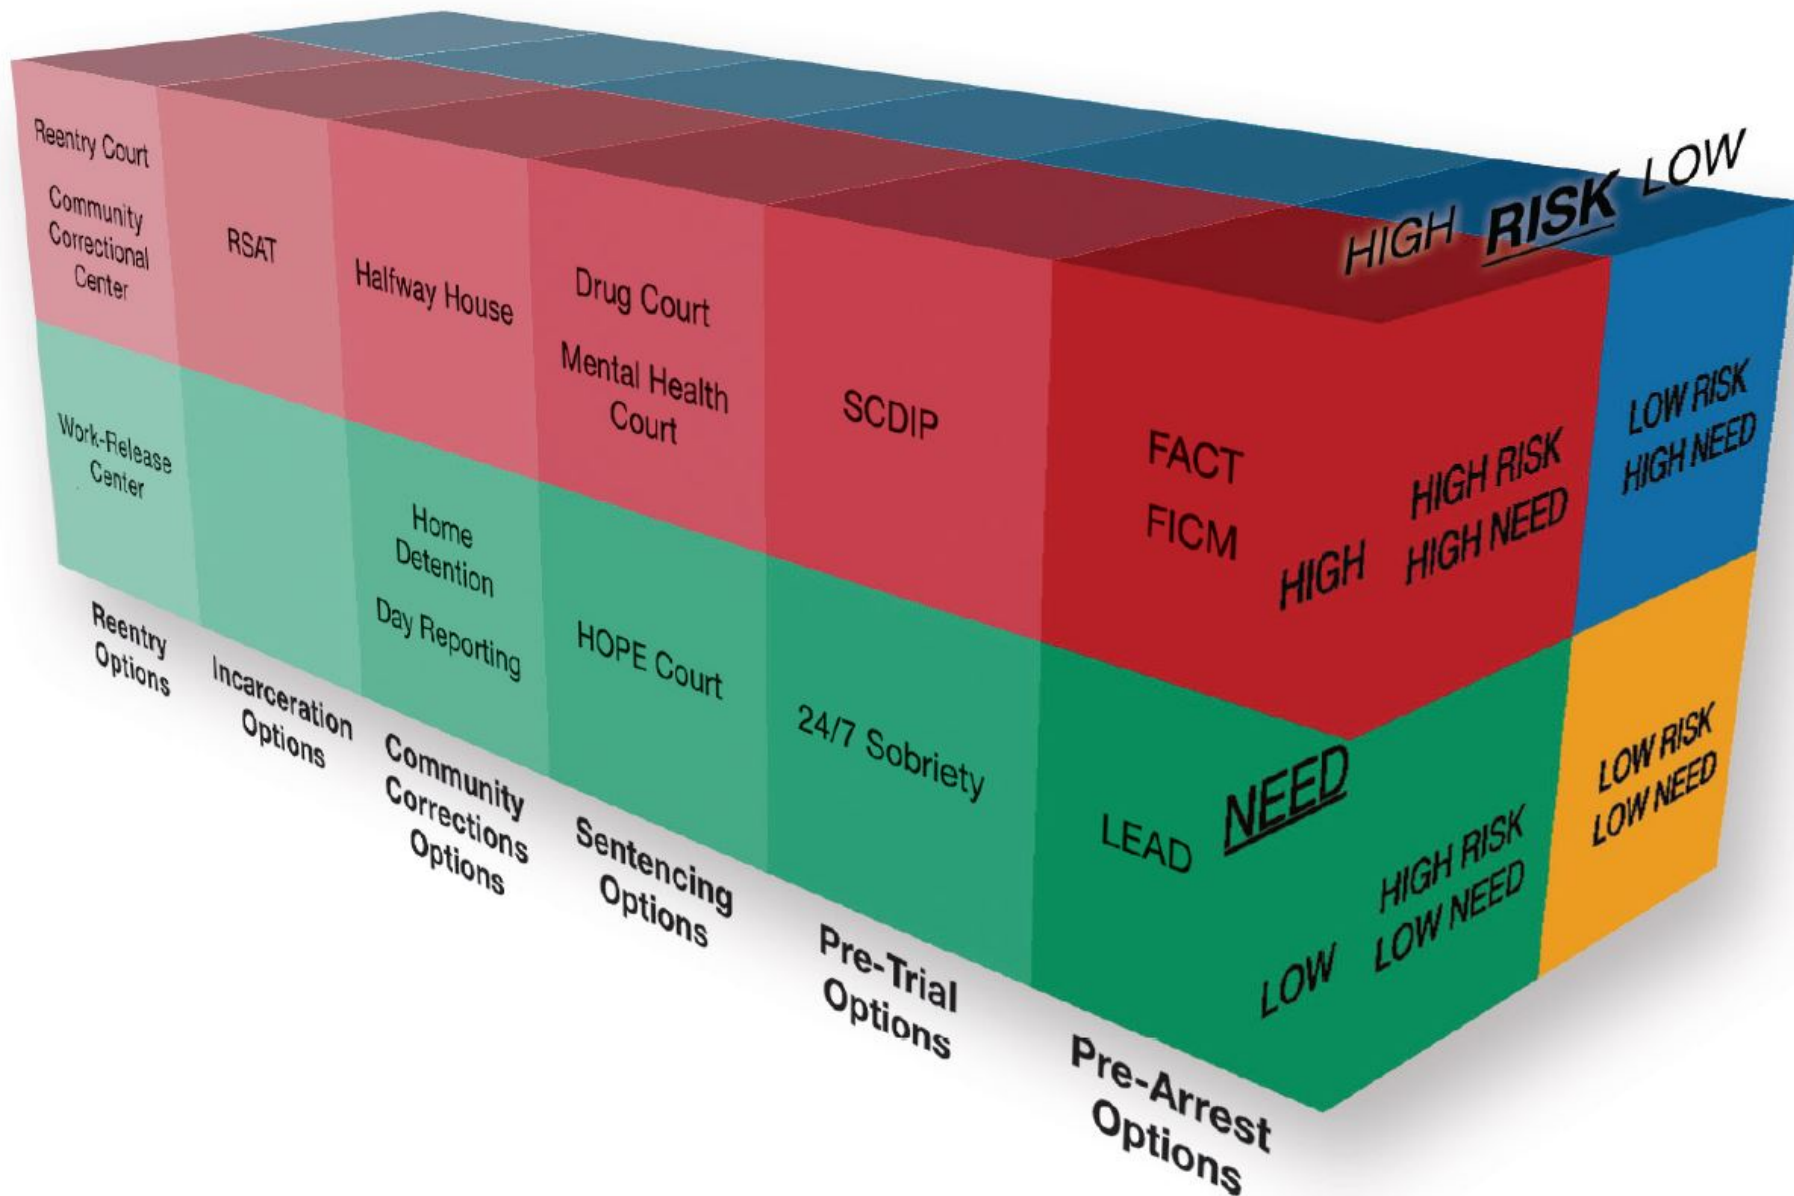 HIGH RISK LOW
Reentry Court
Community
Correctional
Center
RSAT
Halfway House
Drug Court
Mental Health
Court
SCDIP
FACT
FICM
HIGH
HIGH RISK
HIGH NEED
LOW RISK
HIGH NEED
Work-Release
Center
Home
Detention
Day Reporting
HOPE Court
24/7 Sobriety
LEAD
NEED
LOW
HIGH RISK
LOW NEED
LOW RISK
LOW NEED
Reentry
Options
Incarceration
Options
Community
Corrections
Options
Sentencing
Options
Pre-Trial
Options
Pre-Arrest
Options